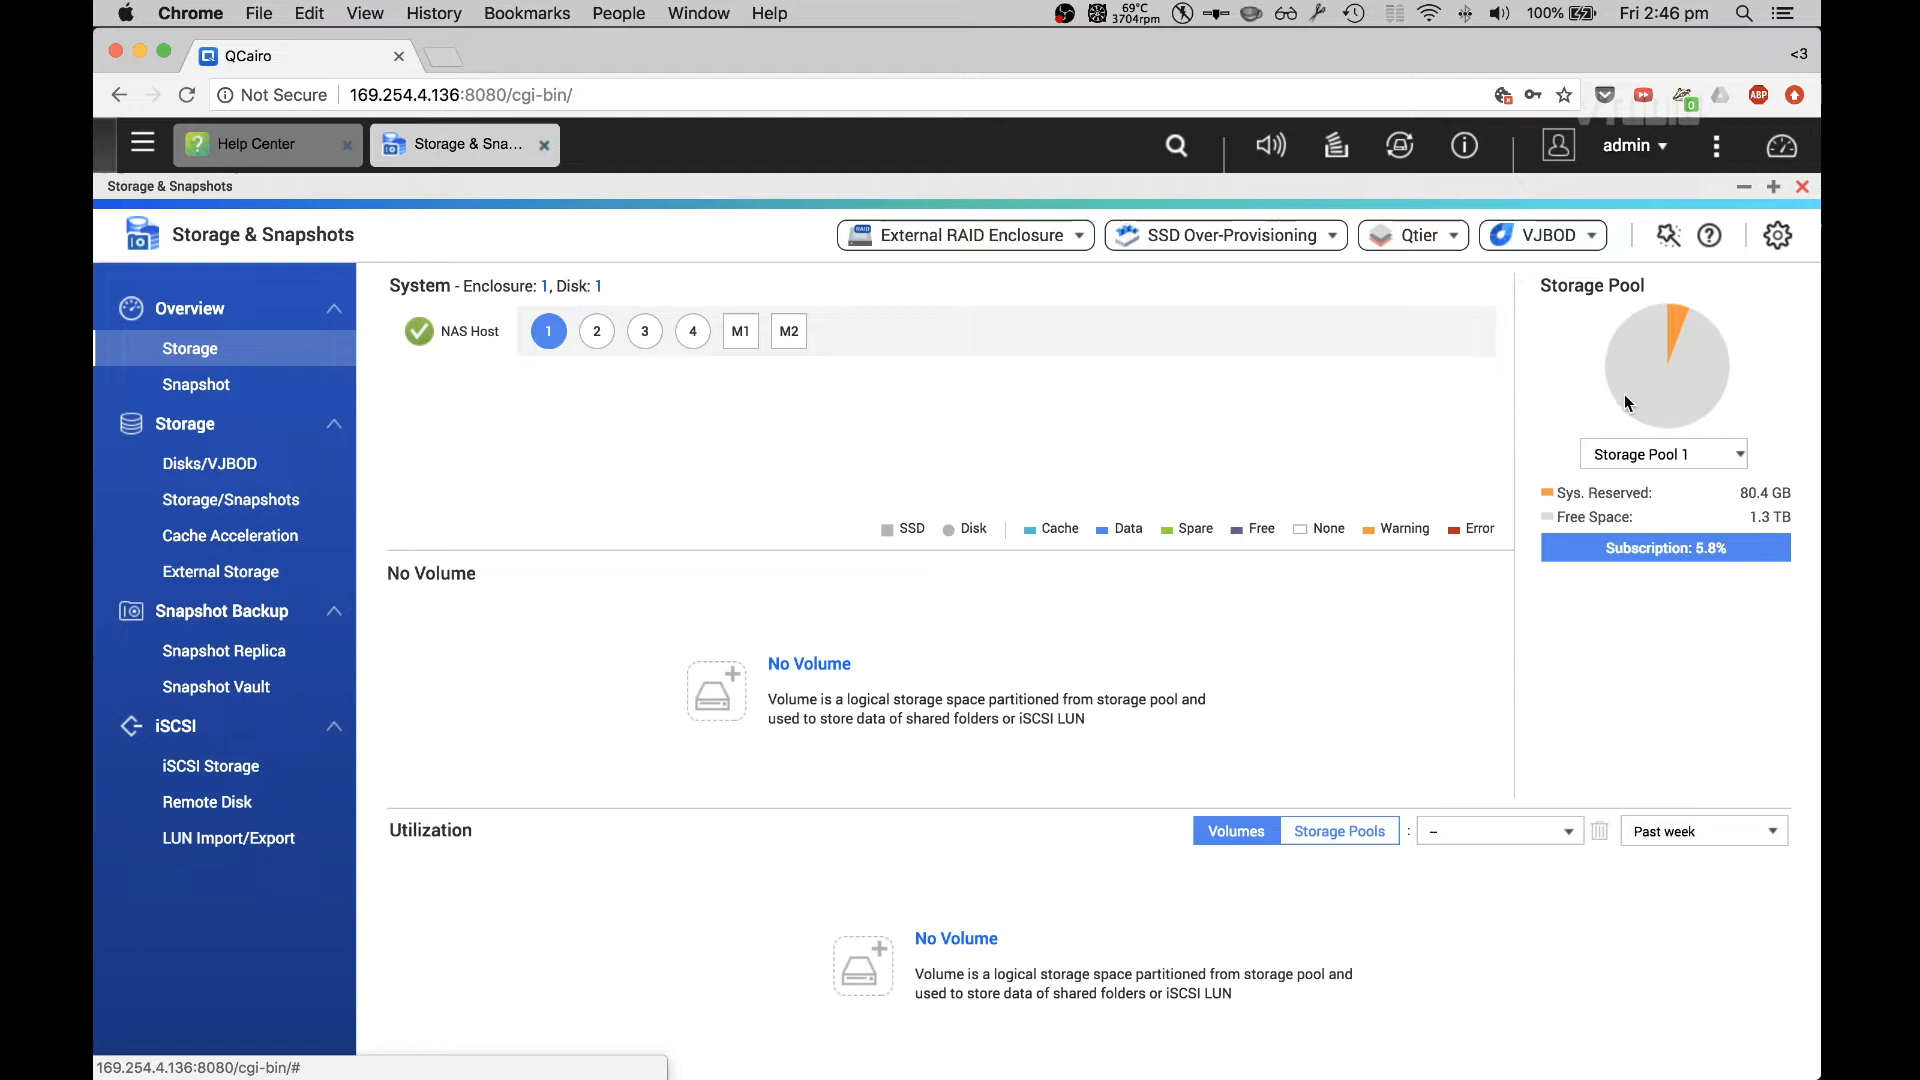 Chrome File Edit View History Bookmarks People Window Help 69°C 3704rpm 100% Fri 2:46 pm
QCairo <3
Not Secure 169.254.4.136:8080/cgi-bin/ ABP 0
Help Center Storage & Sna... admin
Storage & Snapshots
Storage & Snapshots RAID External RAID Enclosure SSD Over-Provisioning Qtier VJBOD
Overview
Storage
Snapshot
Storage
Disks/VJBOD
Storage/Snapshots
Cache Acceleration
External Storage
Snapshot Backup
Snapshot Replica
Snapshot Vault
iSCSI
iSCSI Storage
Remote Disk
LUN Import/Export
System - Enclosure: 1, Disk: 1
NAS Host 1 2 3 4 M1 M2
SSD Disk Cache Data Spare Free None Warning Error
No Volume
No Volume
Volume is a logical storage space partitioned from storage pool and
used to store data of shared folders or iSCSI LUN
Storage Pool
Storage Pool 1
Sys. Reserved: 80.4 GB
Free Space: 1.3 TB
Subscription: 5.8%
Utilization Volumes Storage Pools : -- Past week
No Volume
Volume is a logical storage space partitioned from storage pool and
used to store data of shared folders or iSCSI LUN
169.254.4.136:8080/cgi-bin/#